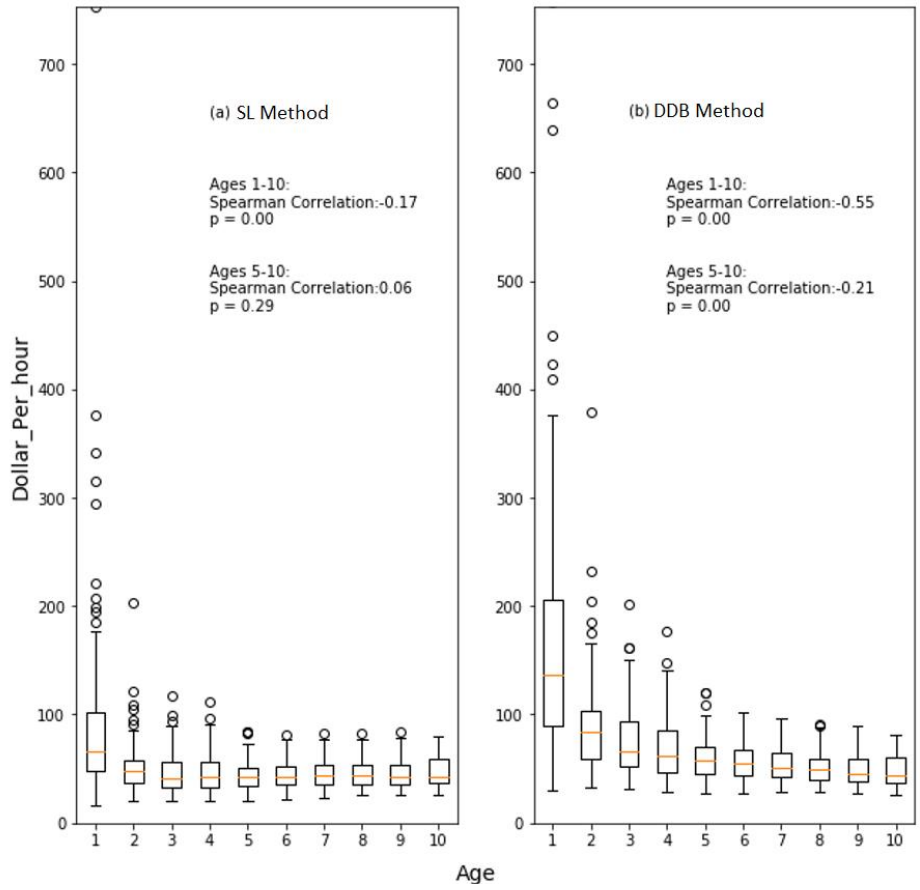 Dollar_Per_hour
700
600
500
400
300
200
100
0
(a) SL Method
Ages 1-10:
Spearman Correlation:-0.17
p = 0.00
Ages 5-10:
Spearman Correlation:0.06
p = 0.29
1 2 3 4 5 6 7 8 9 10
700
600
500
400
300
200
100
0
(b) DDB Method
Ages 1-10:
Spearman Correlation:-0.55
p = 0.00
Ages 5-10:
Spearman Correlation:-0.21
p = 0.00
1 2 3 4 5 6 7 8 9 10
Age